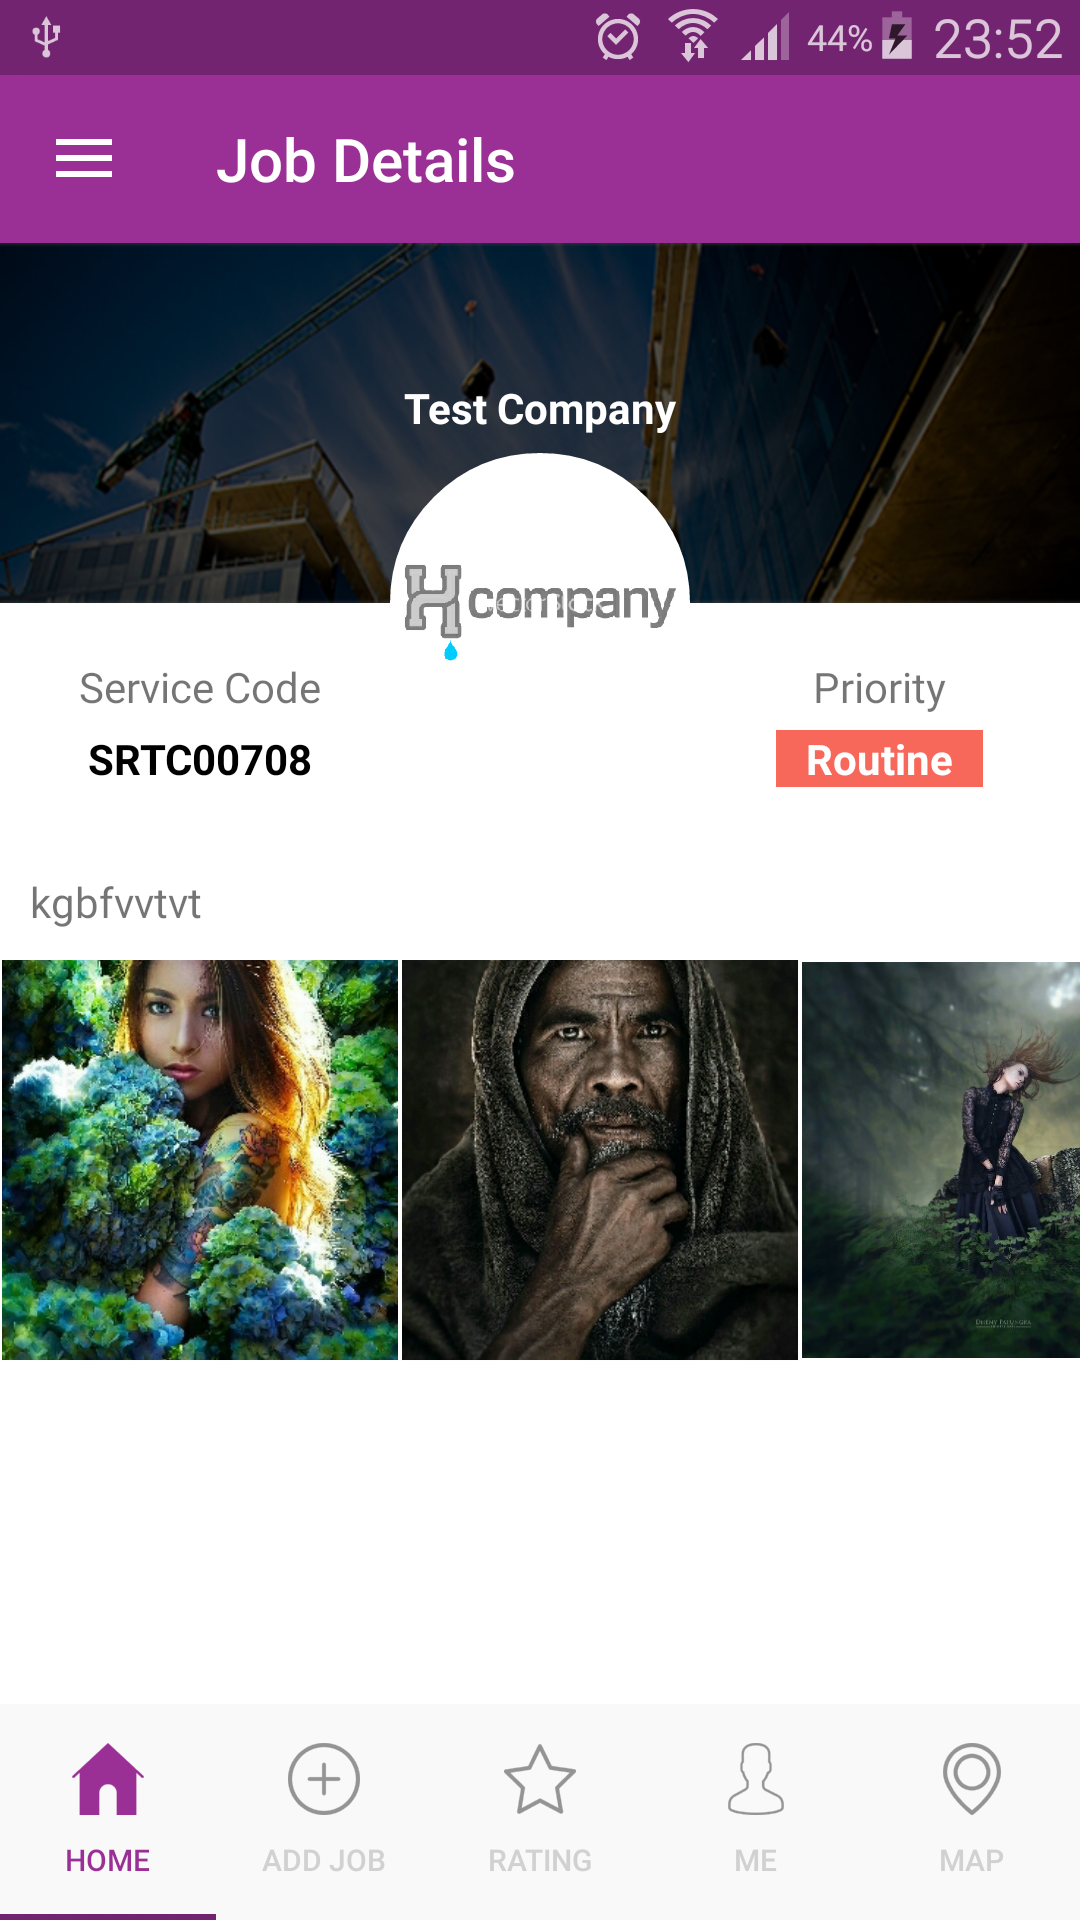 44% 23:52
Job Details
Test Company
company
Service Code
Priority
SRTC00708
Routine
kgbfvvtvt
HOME
ADD JOB
RATING
ME
MAP